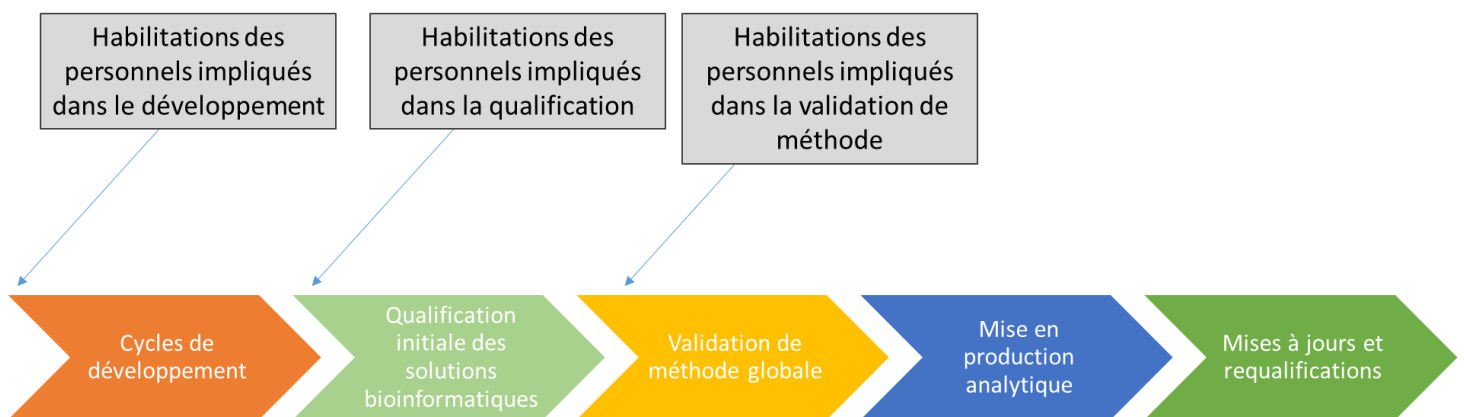 Habilitations des
personnels impliqués
dans le développement
Habilitations des
personnels impliqués
dans la qualification
Habilitations des
personnels impliqués
dans la validation de
méthode
Cycles de
développement
Qualification
initiale des
solutions
bioinformatiques
Validation de
méthode globale
Mise en
production
analytique
Mises à jours et
requalifications